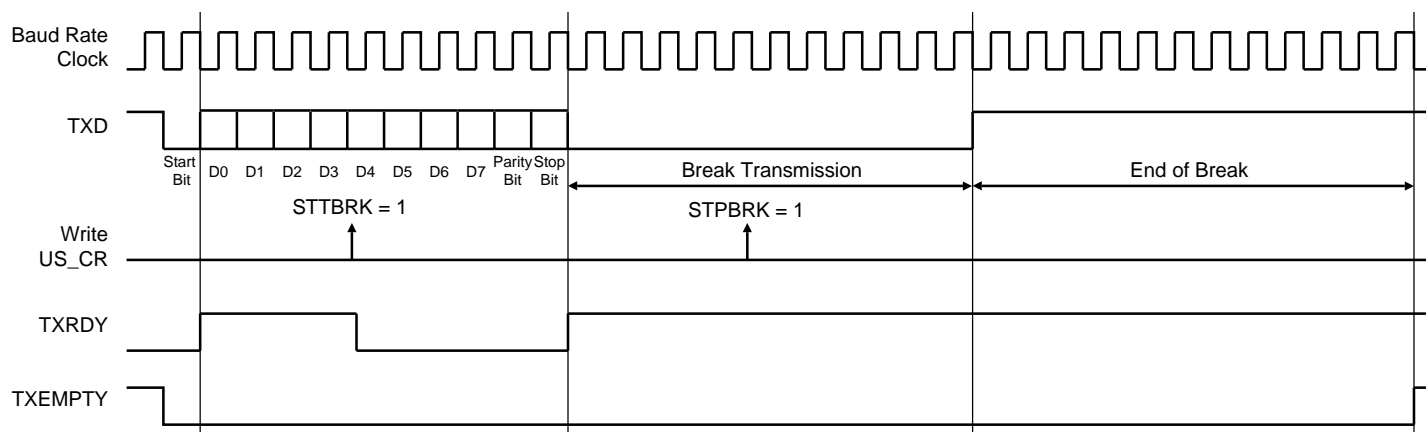 Baud Rate
Clock
TXD
Start
Bit
D0 D1 D2 D3 D4 D5 D6 D7
Parity
Bit
Stop
Bit
Break Transmission
End of Break
STTBRK = 1
STPBRK = 1
Write
US_CR
TXRDY
TXEMPTY